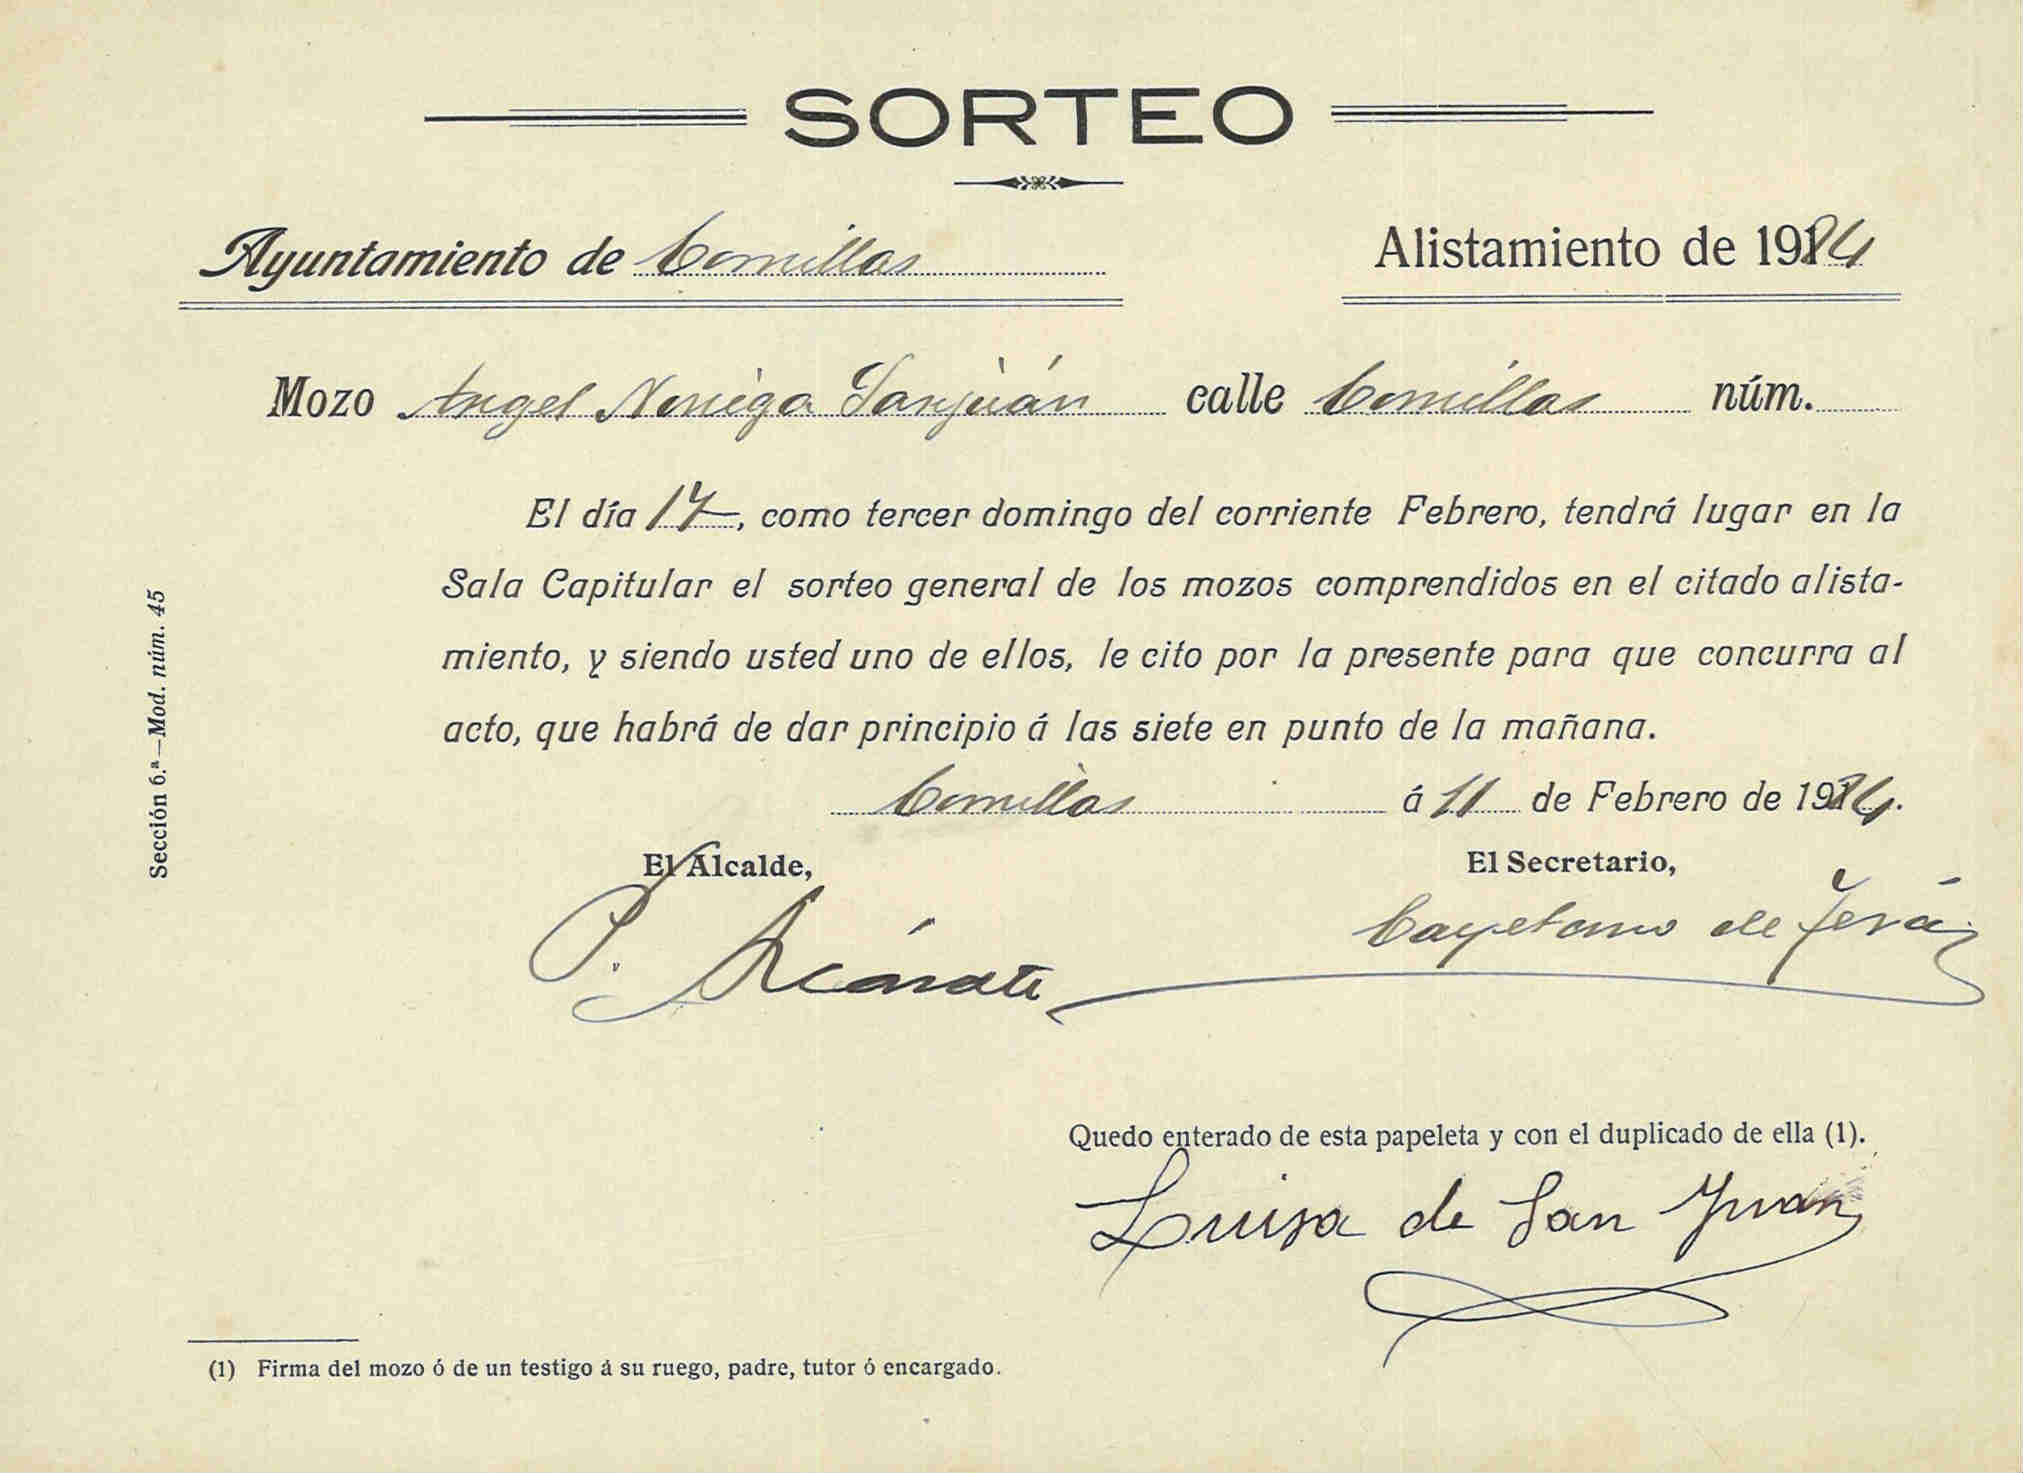 SORTEO
Ayuntamiento de Comillas
Alistamiento de 1924
Mozo Angel Noriega Sanjuán calle Comillas núm.
El día 17, como tercer domingo del corriente Febrero, tendrá lugar en la
Sala Capitular el sorteo general de los mozos comprendidos en el citado alista-
miento, y siendo usted uno de ellos, le cito por la presente para que concurra al
acto, que habrá de dar principio á las siete en punto de la mañana.
Comillas á 11 de Febrero de 1924.
El Alcalde,
El Secretario,
P.
Cayetano de Terán
Quedo enterado de esta papeleta y con el duplicado de ella (1).
Luisa de San Juan
(1) Firma del mozo ó de un testigo á su ruego, padre, tutor ó encargado.
Sección 6.ª—Mod. núm. 45